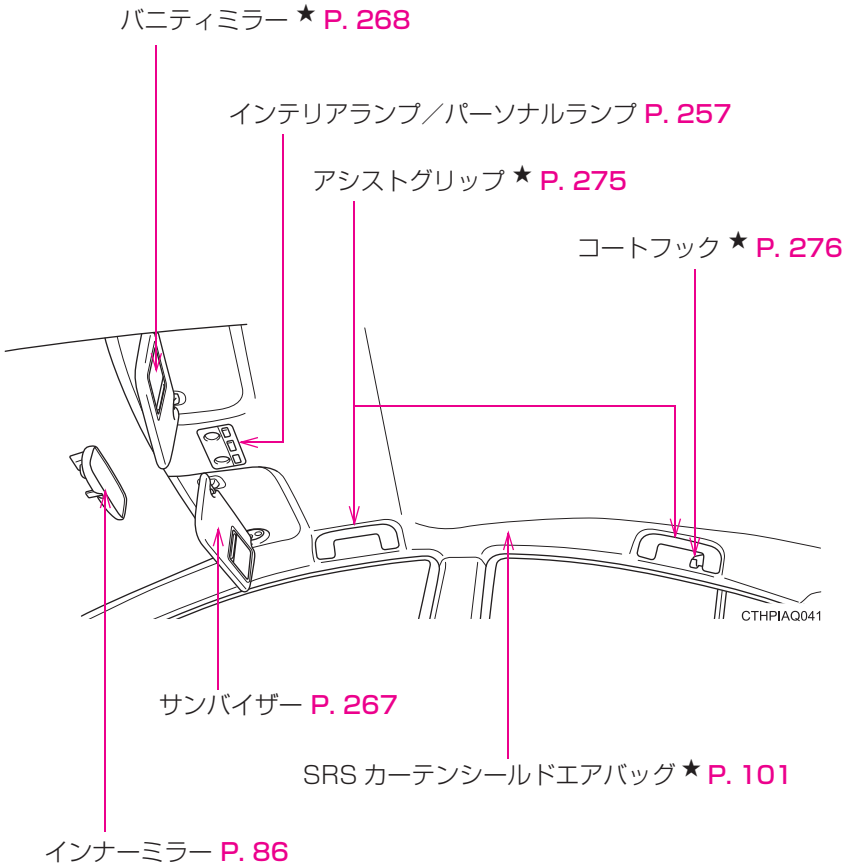 バニティミラー ★ P. 268
インテリアランプ／パーソナルランプ P. 257
アシストグリップ ★ P. 275
コートフック ★ P. 276
CTHPIAQ041
サンバイザー P. 267
SRS カーテンシールドエアバッグ ★ P. 101
インナーミラー P. 86